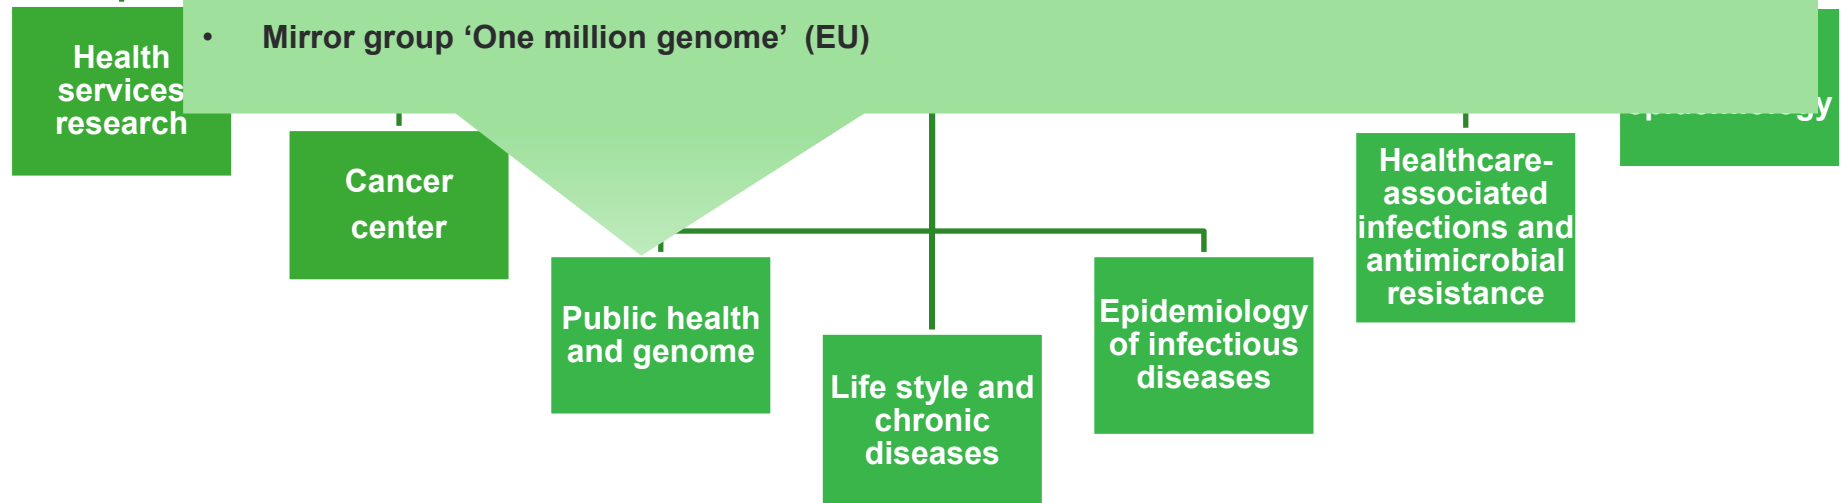 • Mirror group ‘One million genome’ (EU)
Health
services
research
Cancer
center
Public health
and genome
Life style and
chronic
diseases
Epidemiology
of infectious
diseases
Healthcare-
associated
infections and
antimicrobial
resistance